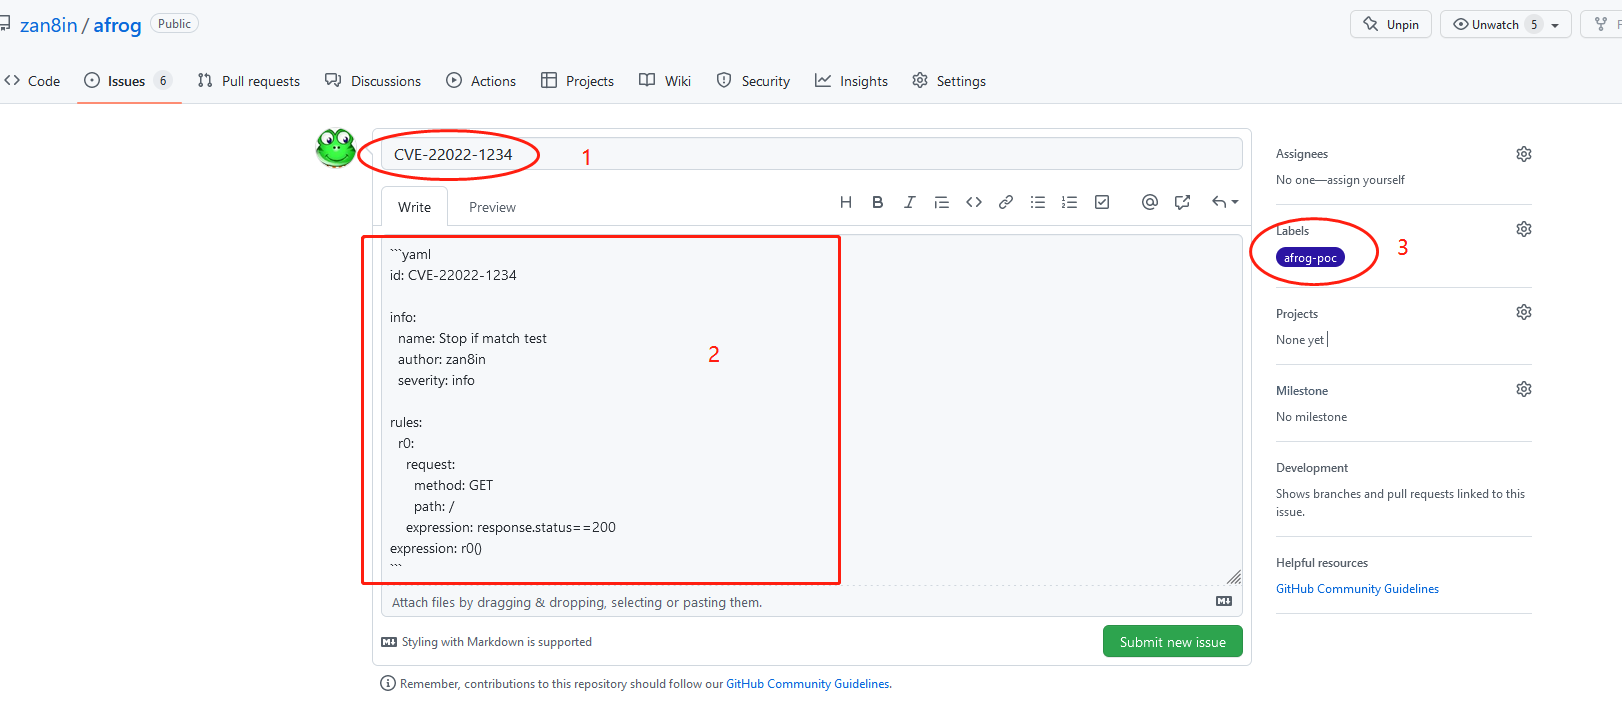 zan8in / afrog Public
Unpin
Unwatch 5
Code
Issues 6
Pull requests
Discussions
Actions
Projects
Wiki
Security
Insights
Settings
CVE-22022-1234
1
Write
Preview
```yaml
id: CVE-22022-1234
info:
name: Stop if match test
author: zan8in
severity: info
rules:
r0:
request:
method: GET
path: /
expression: response.status==200
expression: r0()
```
2
Attach files by dragging & dropping, selecting or pasting them.
Styling with Markdown is supported
Submit new issue
Remember, contributions to this repository should follow our GitHub Community Guidelines.
Assignees
No one—assign yourself
Labels
afrog-poc
3
Projects
None yet
Milestone
No milestone
Development
Shows branches and pull requests linked to this
issue.
Helpful resources
GitHub Community Guidelines